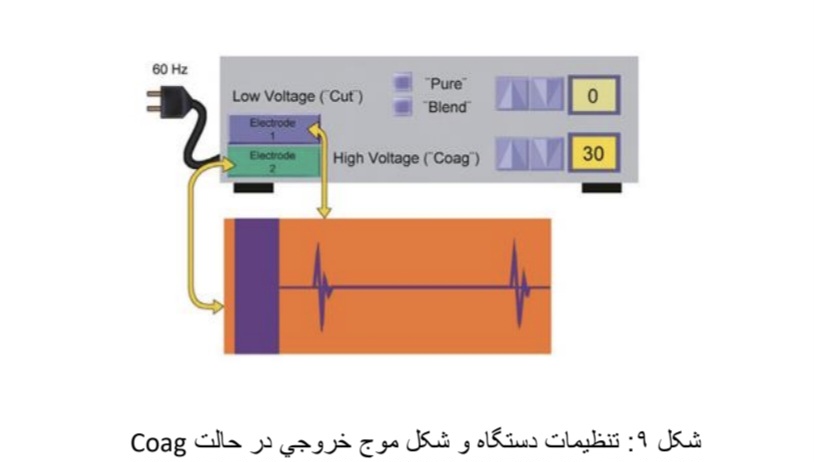 60 Hz
Low Voltage (¨Cut¨)
¨Pure¨
¨Blend¨
0
Electrode
1
Electrode
2
High Voltage (¨Coag¨)
30
شكل ۹: تنظيمات دستگاه و شكل موج خروجي در حالت Coag